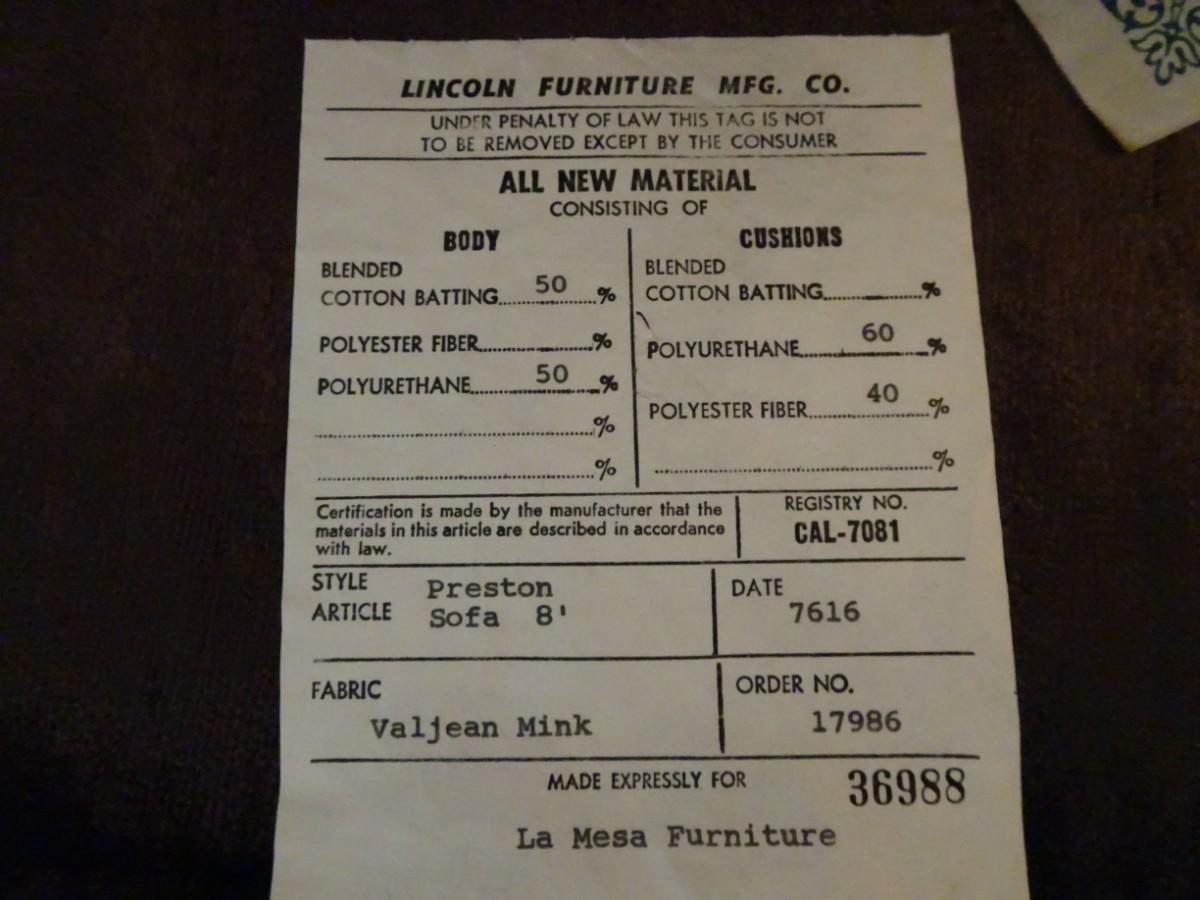 LINCOLN FURNITURE MFG. CO.
UNDER PENALTY OF LAW THIS TAG IS NOT
TO BE REMOVED EXCEPT BY THE CONSUMER
ALL NEW MATERIAL
CONSISTING OF
BODY
BLENDED
COTTON BATTING 50 %
POLYESTER FIBER %
POLYURETHANE 50 %
%
%
CUSHIONS
BLENDED
COTTON BATTING %
POLYURETHANE 60 %
POLYESTER FIBER 40 %
%
Certification is made by the manufacturer that the
materials in this article are described in accordance
with law.
REGISTRY NO.
CAL-7081
STYLE Preston
ARTICLE Sofa 8'
DATE
7616
FABRIC
Valjean Mink
ORDER NO.
17986
MADE EXPRESSLY FOR 36988
La Mesa Furniture